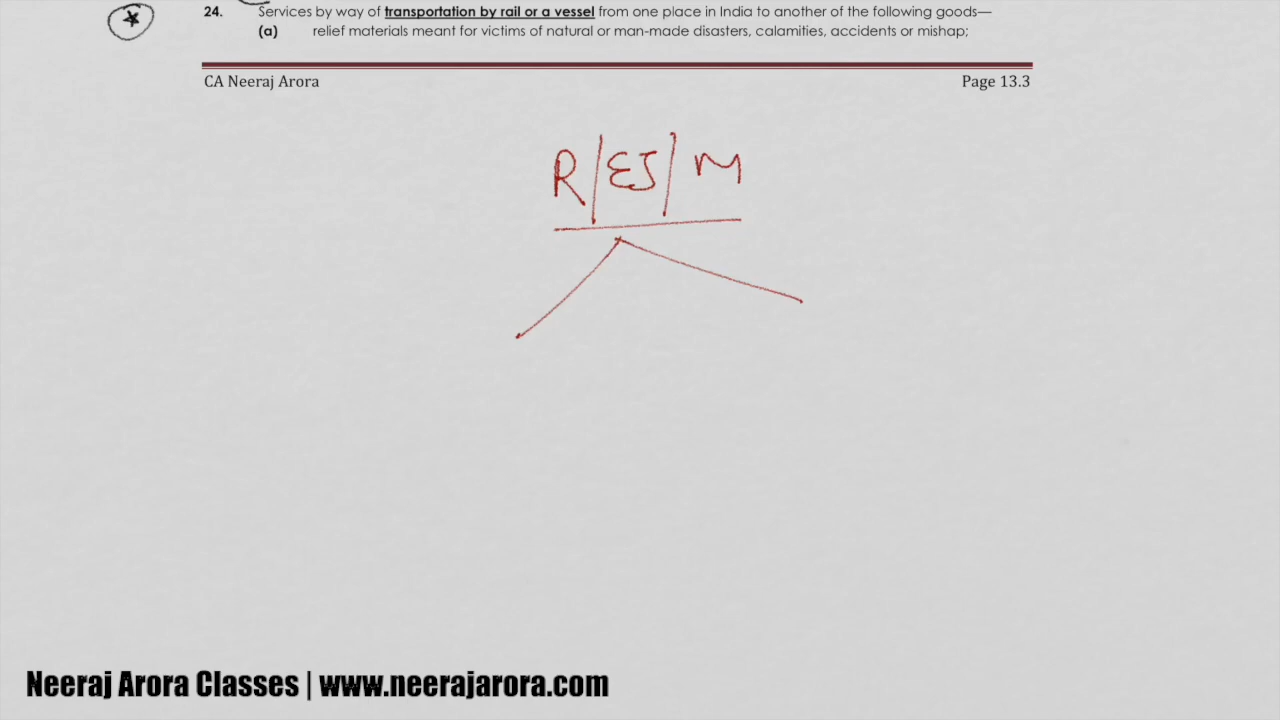 24. Services by way of transportation by rail or a vessel from one place in India to another of the following goods—
(a) relief materials meant for victims of natural or man-made disasters, calamities, accidents or mishap;
CA Neeraj Arora Page 13.3
R/EJ/M
Neeraj Arora Classes | www.neerajarora.com